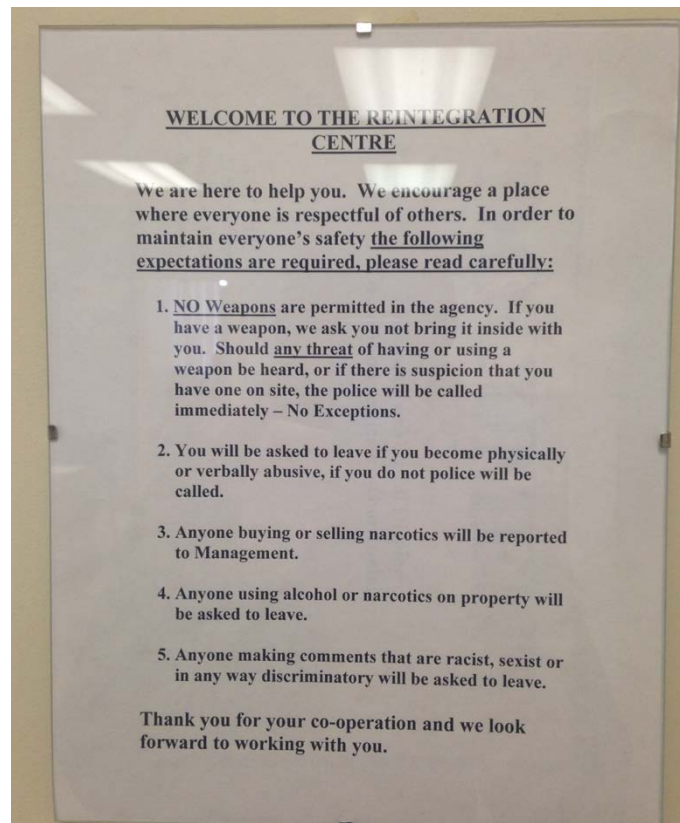 WELCOME TO THE REINTEGRATION
CENTRE
We are here to help you. We encourage a place
where everyone is respectful of others. In order to
maintain everyone's safety the following
expectations are required, please read carefully:
1. NO Weapons are permitted in the agency. If you
have a weapon, we ask you not bring it inside with
you. Should any threat of having or using a
weapon be heard, or if there is suspicion that you
have one on site, the police will be called
immediately – No Exceptions.
2. You will be asked to leave if you become physically
or verbally abusive, if you do not police will be
called.
3. Anyone buying or selling narcotics will be reported
to Management.
4. Anyone using alcohol or narcotics on property will
be asked to leave.
5. Anyone making comments that are racist, sexist or
in any way discriminatory will be asked to leave.
Thank you for your co-operation and we look
forward to working with you.